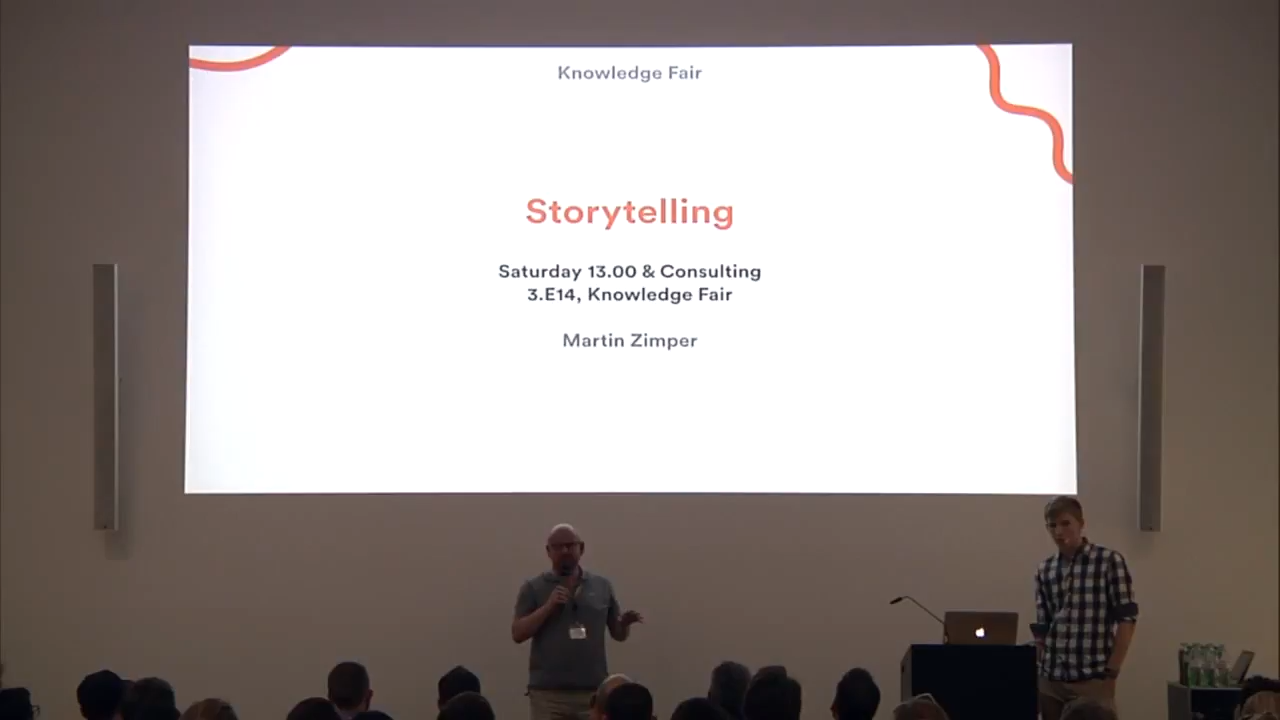 Knowledge Fair
Storytelling
Saturday 13.00 & Consulting
3.E14, Knowledge Fair
Martin Zimper